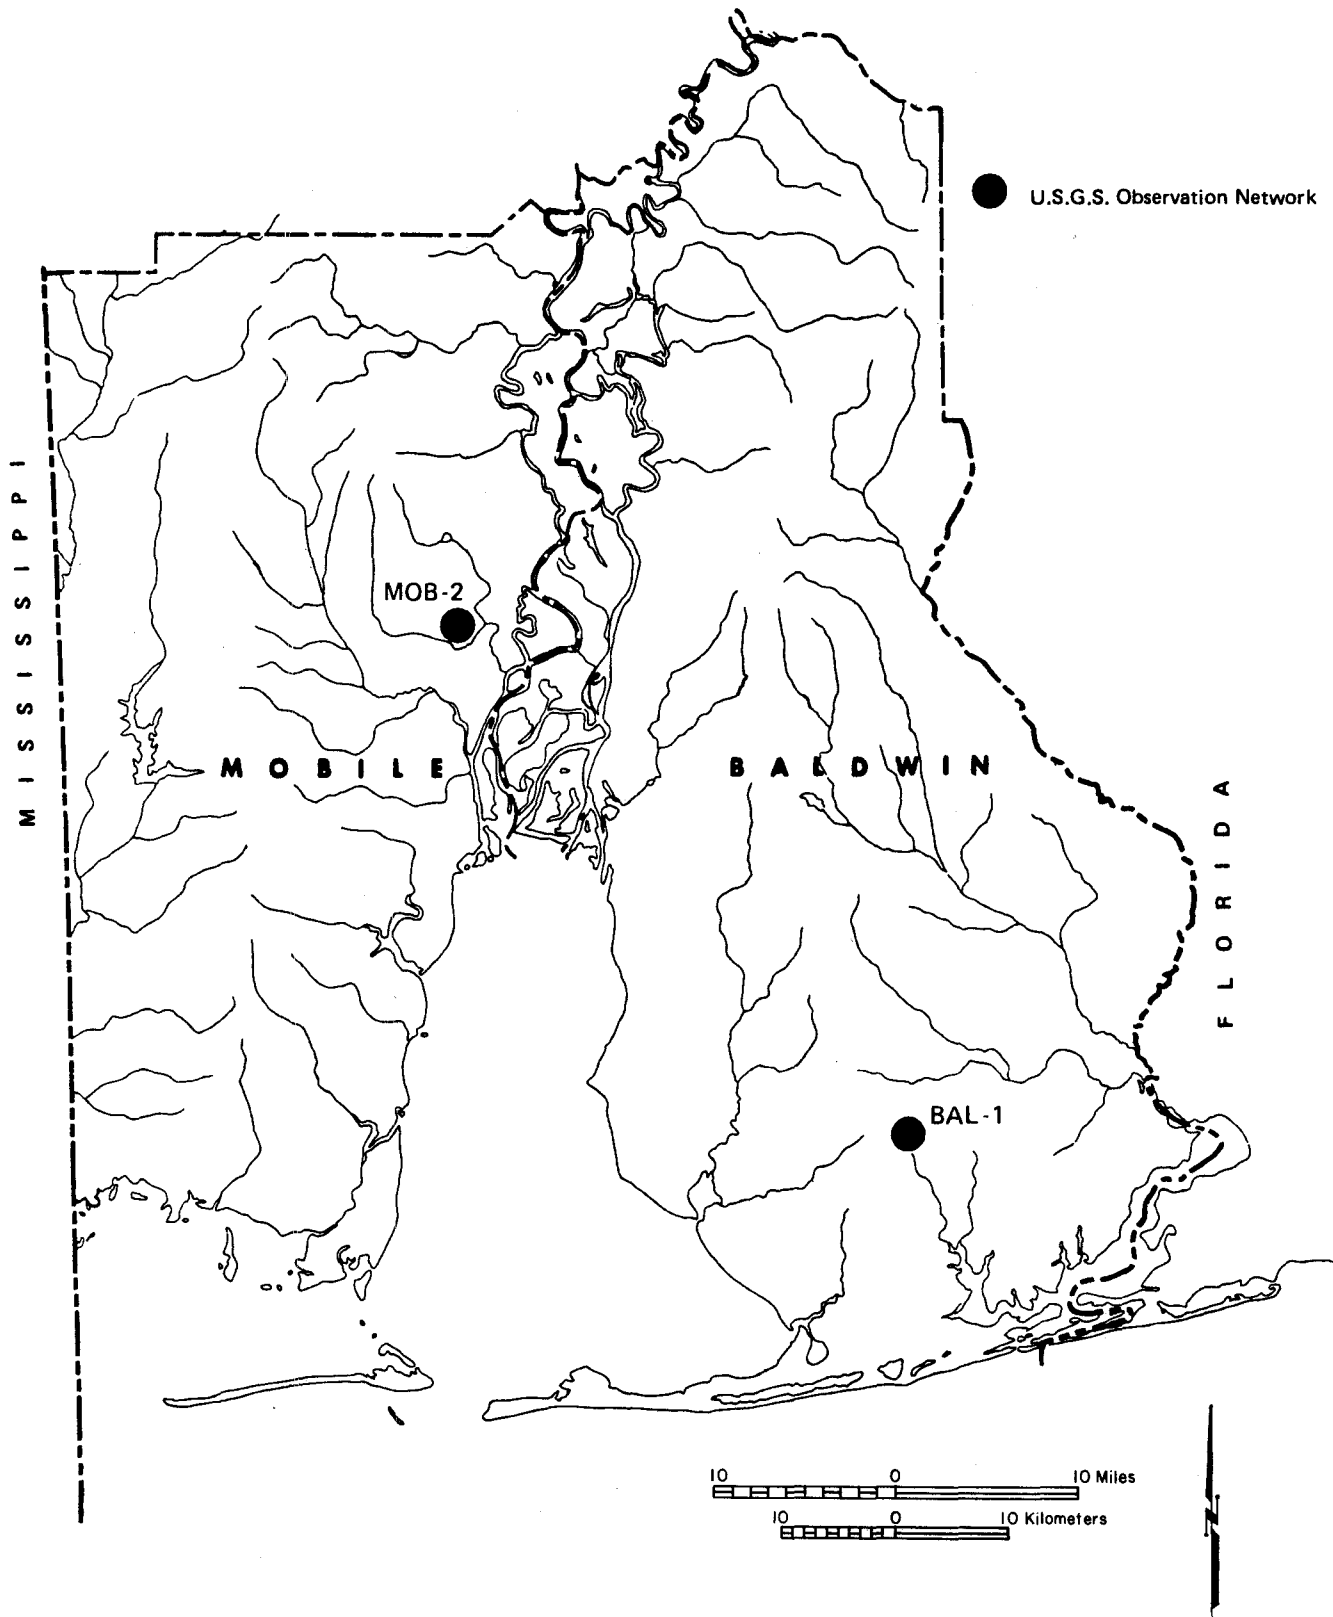 U.S.G.S. Observation Network
MISSISSIPPI
MOB-2
MOBILE
BALDWIN
FLORIDA
BAL-1
10 0 10 Miles
10 0 10 Kilometers
N